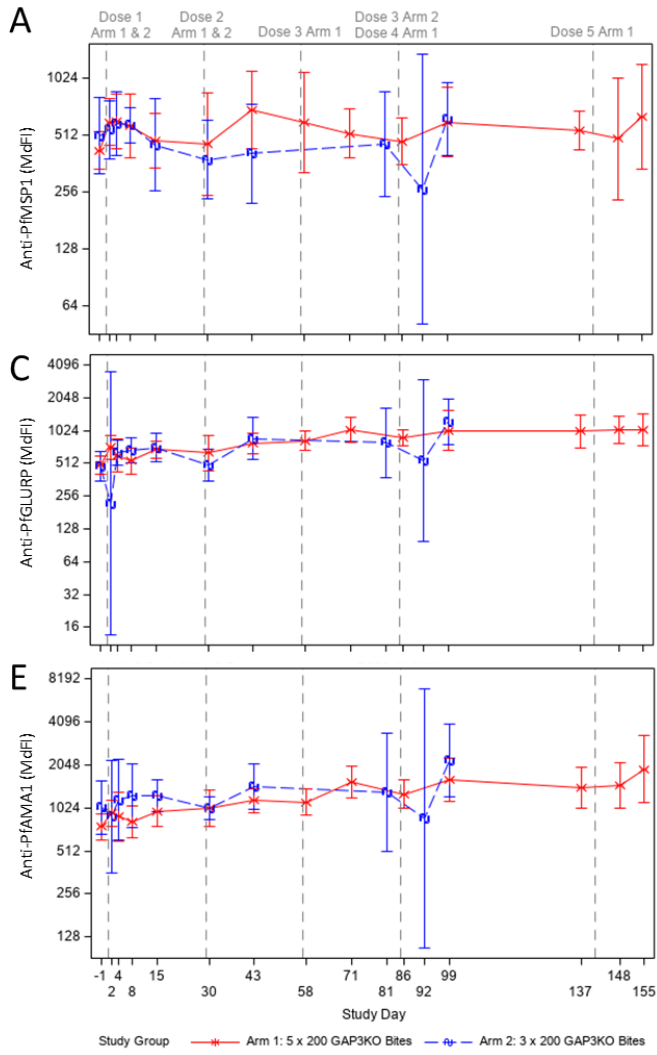 A
Dose 1
Arm 1 & 2
Dose 2
Arm 1 & 2
Dose 3 Arm 1
Dose 3 Arm 2
Dose 4 Arm 1
Dose 5 Arm 1
Anti-PfMSP1 (MdFI)
1024
512
256
128
64
C
Anti-PfGLURP (MdFI)
4096
2048
1024
512
256
128
64
32
16
E
Anti-PfAMA1 (MdFI)
8192
4096
2048
1024
512
256
128
-1 4 15 43 71 86 99 148
2 8 30 58 81 92 137 155
Study Day
Study Group Arm 1: 5 x 200 GAP3KO Bites Arm 2: 3 x 200 GAP3KO Bites